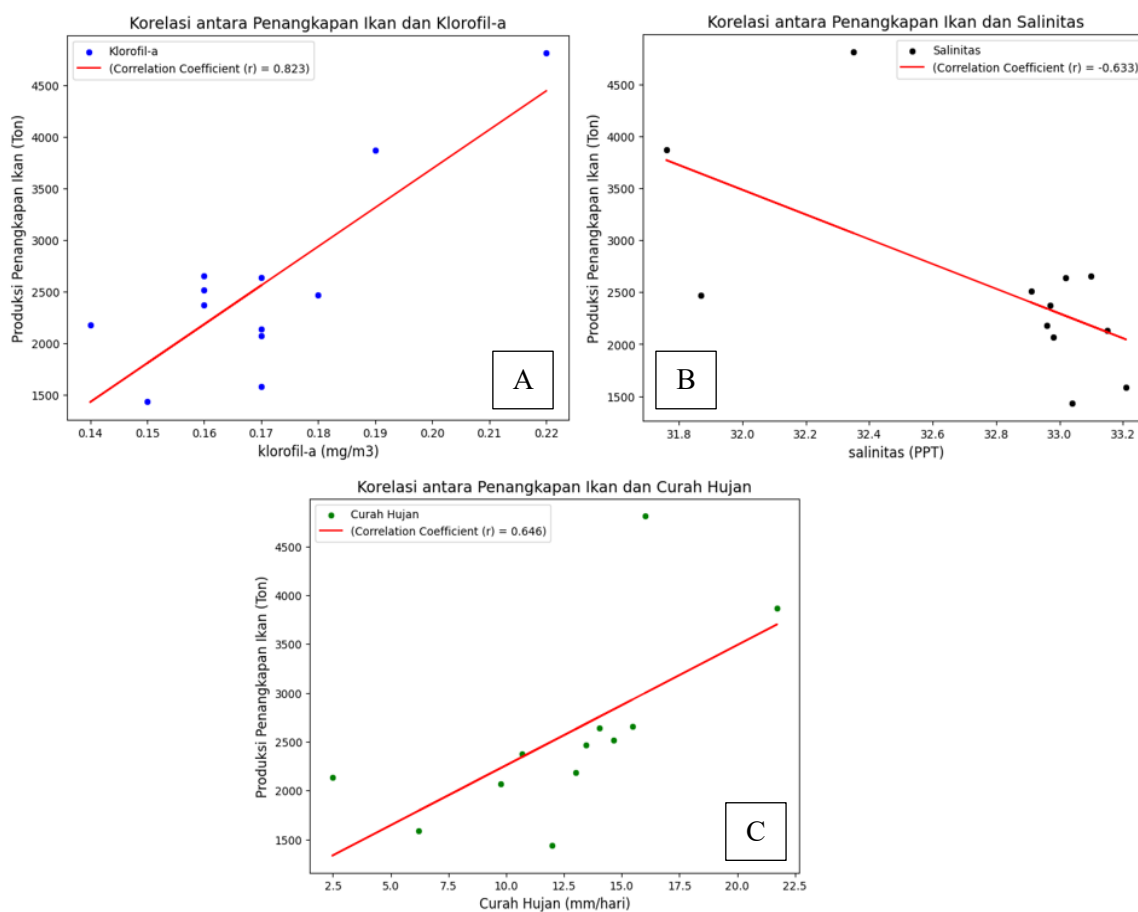 Korelasi antara Penangkapan Ikan dan Klorofil-a
Klorofil-a
(Correlation Coefficient (r) = 0.823)
Produksi Penangkapan Ikan (Ton)
4500
4000
3500
3000
2500
2000
1500
A
0.14 0.15 0.16 0.17 0.18 0.19 0.20 0.21 0.22
klorofil-a (mg/m3)
Korelasi antara Penangkapan Ikan dan Salinitas
Salinitas
(Correlation Coefficient (r) = -0.633)
Produksi Penangkapan Ikan (Ton)
4500
4000
3500
3000
2500
2000
1500
B
31.8 32.0 32.2 32.4 32.6 32.8 33.0 33.2
salinitas (PPT)
Korelasi antara Penangkapan Ikan dan Curah Hujan
Curah Hujan
(Correlation Coefficient (r) = 0.646)
Produksi Penangkapan Ikan (Ton)
4500
4000
3500
3000
2500
2000
1500
C
2.5 5.0 7.5 10.0 12.5 15.0 17.5 20.0 22.5
Curah Hujan (mm/hari)